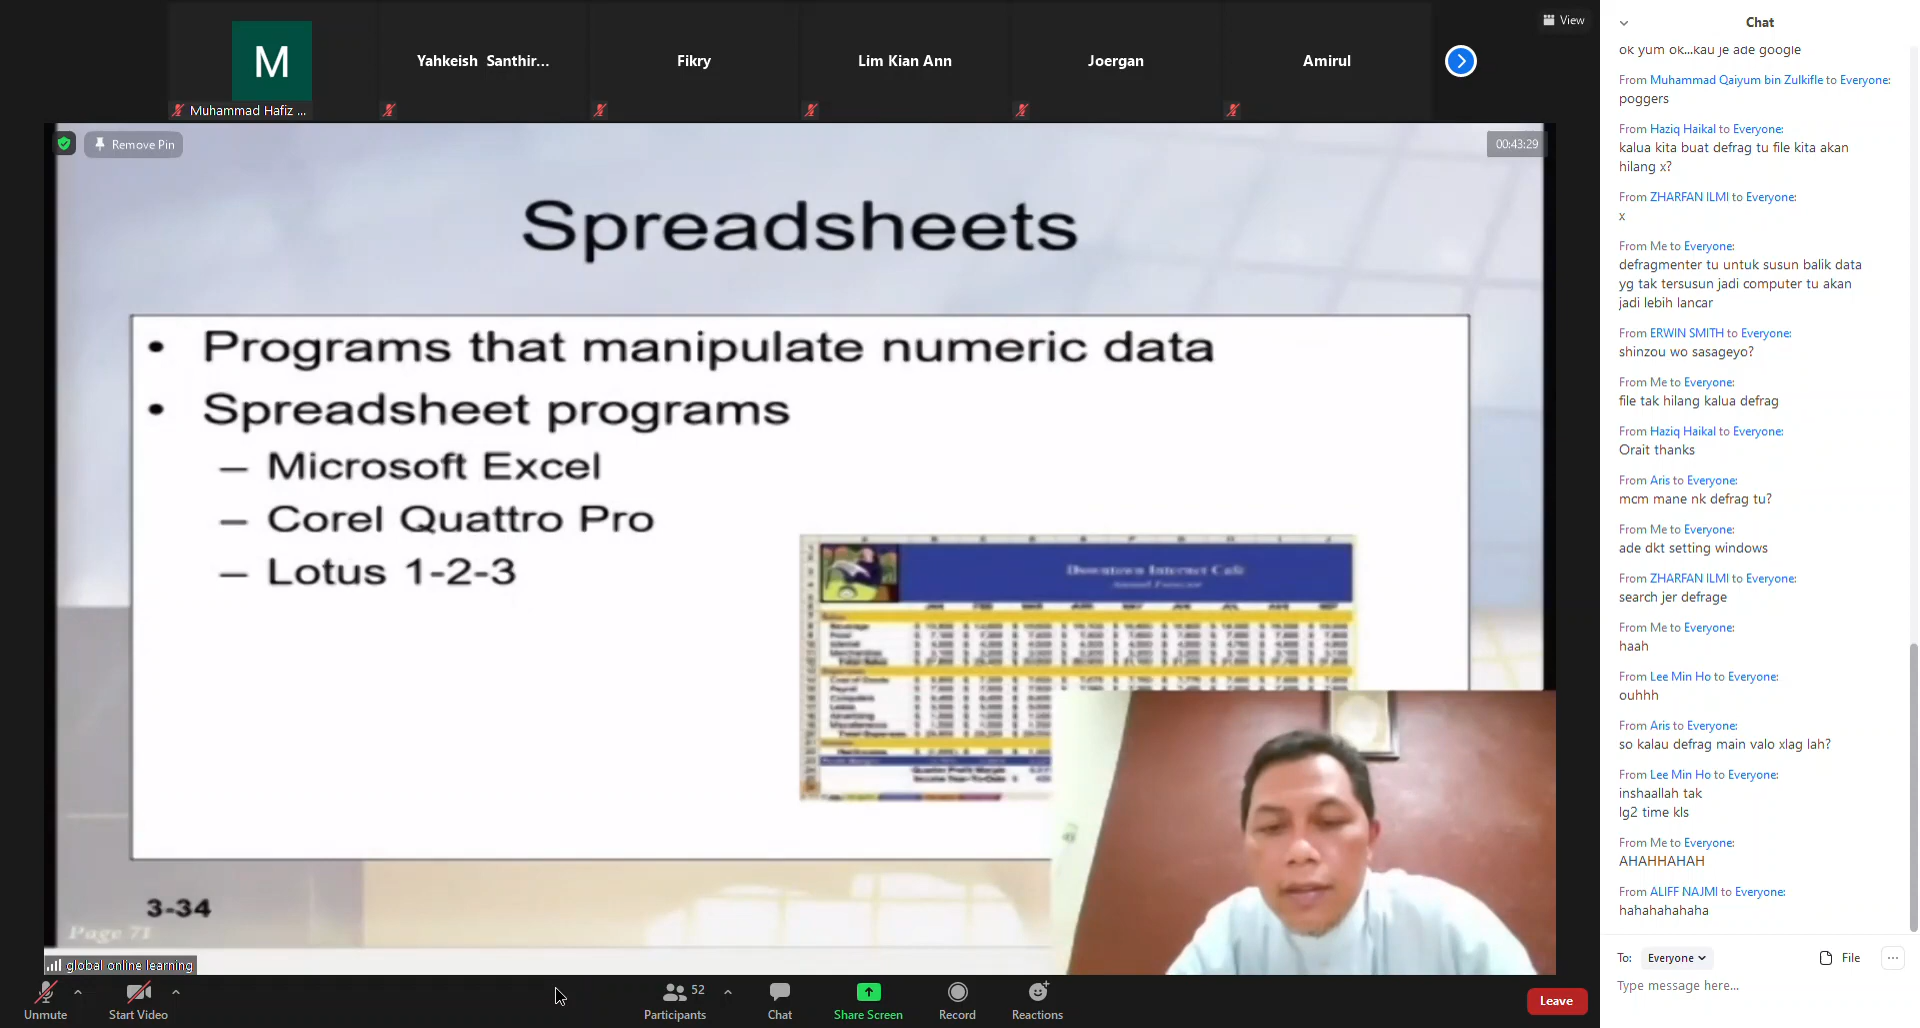 View
M
Muhammad Hafiz ...
Yahkeish Santhir...
Fikry
Lim Kian Ann
Joergan
Amirul
Remove Pin
00:43:29
Spreadsheets
• Programs that manipulate numeric data
• Spreadsheet programs
– Microsoft Excel
– Corel Quattro Pro
– Lotus 1-2-3
Downtown Internet Café
Annual Forecast
3-34
Page 71
global online learning
Unmute
Start Video
52
Participants
Chat
Share Screen
Record
Reactions
Leave
Chat
ok yum ok...kau je ade google
From Muhammad Qaiyum bin Zulkifle to Everyone:
poggers
From Haziq Haikal to Everyone:
kalua kita buat defrag tu file kita akan
hilang x?
From ZHARFAN ILMI to Everyone:
x
From Me to Everyone:
defragmenter tu untuk susun balik data
yg tak tersusun jadi computer tu akan
jadi lebih lancar
From ERWIN SMITH to Everyone:
shinzou wo sasageyo?
From Me to Everyone:
file tak hilang kalua defrag
From Haziq Haikal to Everyone:
Orait thanks
From Aris to Everyone:
mcm mane nk defrag tu?
From Me to Everyone:
ade dkt setting windows
From ZHARFAN ILMI to Everyone:
search jer defrage
From Me to Everyone:
haah
From Lee Min Ho to Everyone:
ouhhh
From Aris to Everyone:
so kalau defrag main valo xlag lah?
From Lee Min Ho to Everyone:
inshaallah tak
lg2 time kls
From Me to Everyone:
AHAHHAHAH
From ALIFF NAJMI to Everyone:
hahahahahaha
To: Everyone
File
...
Type message here...